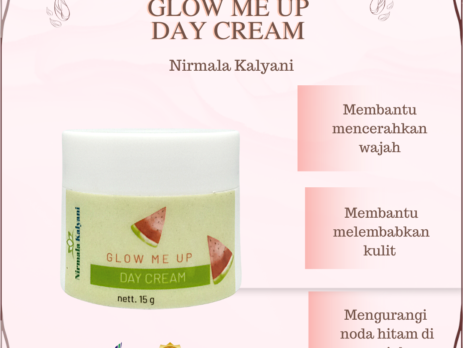 GLOW ME UP
DAY CREAM
Nirmala Kalyani
Membantu
mencerahkan
wajah
Membantu
melembabkan
kulit
Mengurangi
noda hitam di
Nirmala Kalyani
GLOW ME UP
DAY CREAM
nett. 15 g